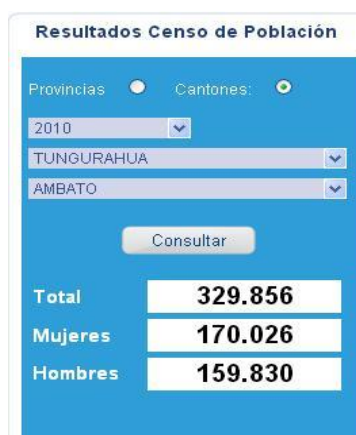 Resultados Censo de Población
Provincias Cantones:
2010
TUNGURAHUA
AMBATO
Consultar
Total 329.856
Mujeres 170.026
Hombres 159.830